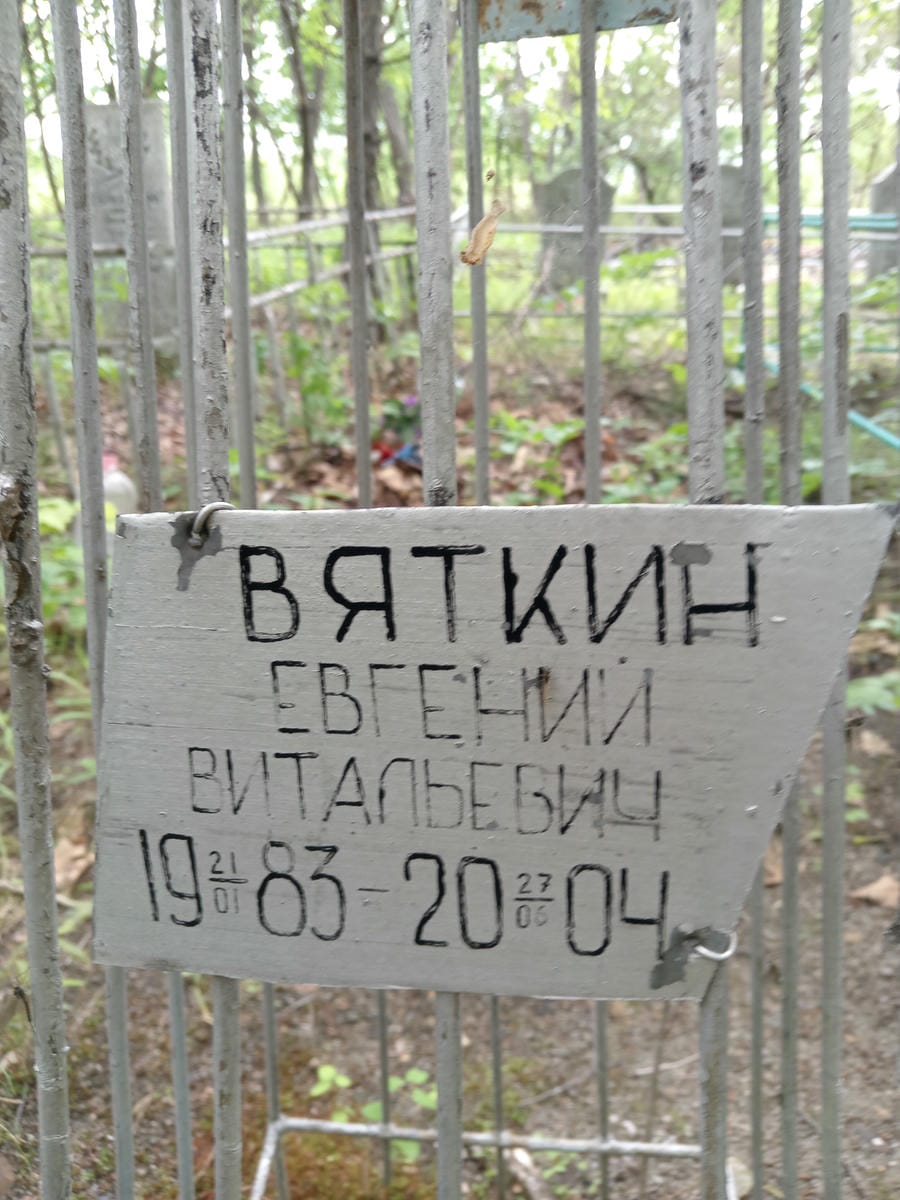 ВЯТКИН
ЕВГЕНИЙ
ВИТАЛЬЕВИЧ
19 21/01 83 - 20 27/06 04